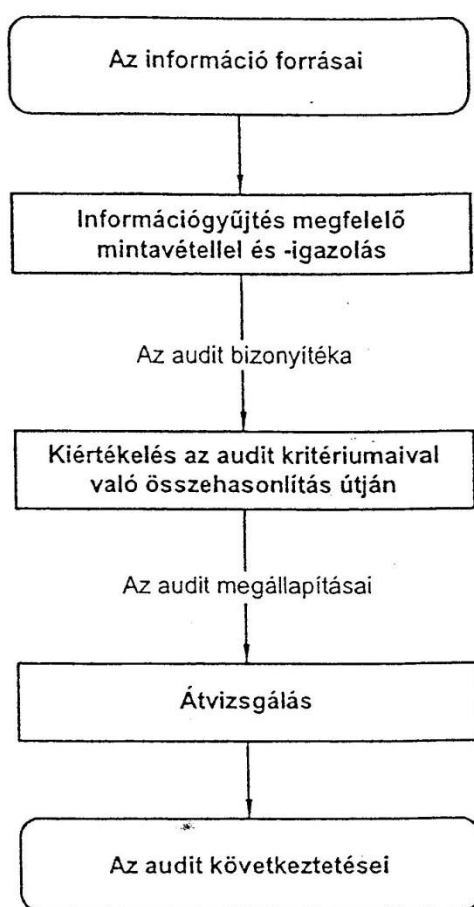 Az információ forrásai
Információgyűjtés megfelelő
mintavétellel és -igazolás
Az audit bizonyítéka
Kiértékelés az audit kritériumaival
való összehasonlítás útján
Az audit megállapításai
Átvizsgálás
Az audit következtetései